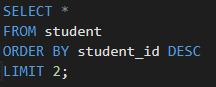 SELECT *
FROM student
ORDER BY student_id DESC
LIMIT 2;